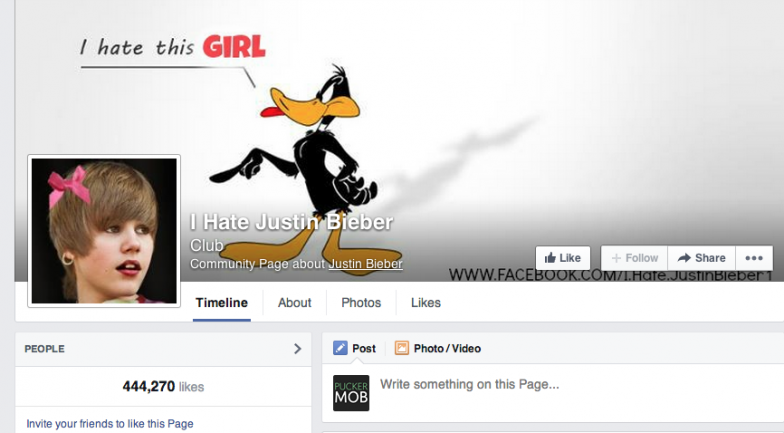 I hate this GIRL
I Hate Justin Bieber
Club
Community Page about Justin Bieber
Like
Follow
Share
WWW.FACEBOOK.COM/I.Hate.JustinBieber1
Timeline
About
Photos
Likes
PEOPLE
444,270 likes
Invite your friends to like this Page
Post
Photo / Video
PUCKER
MOB
Write something on this Page...